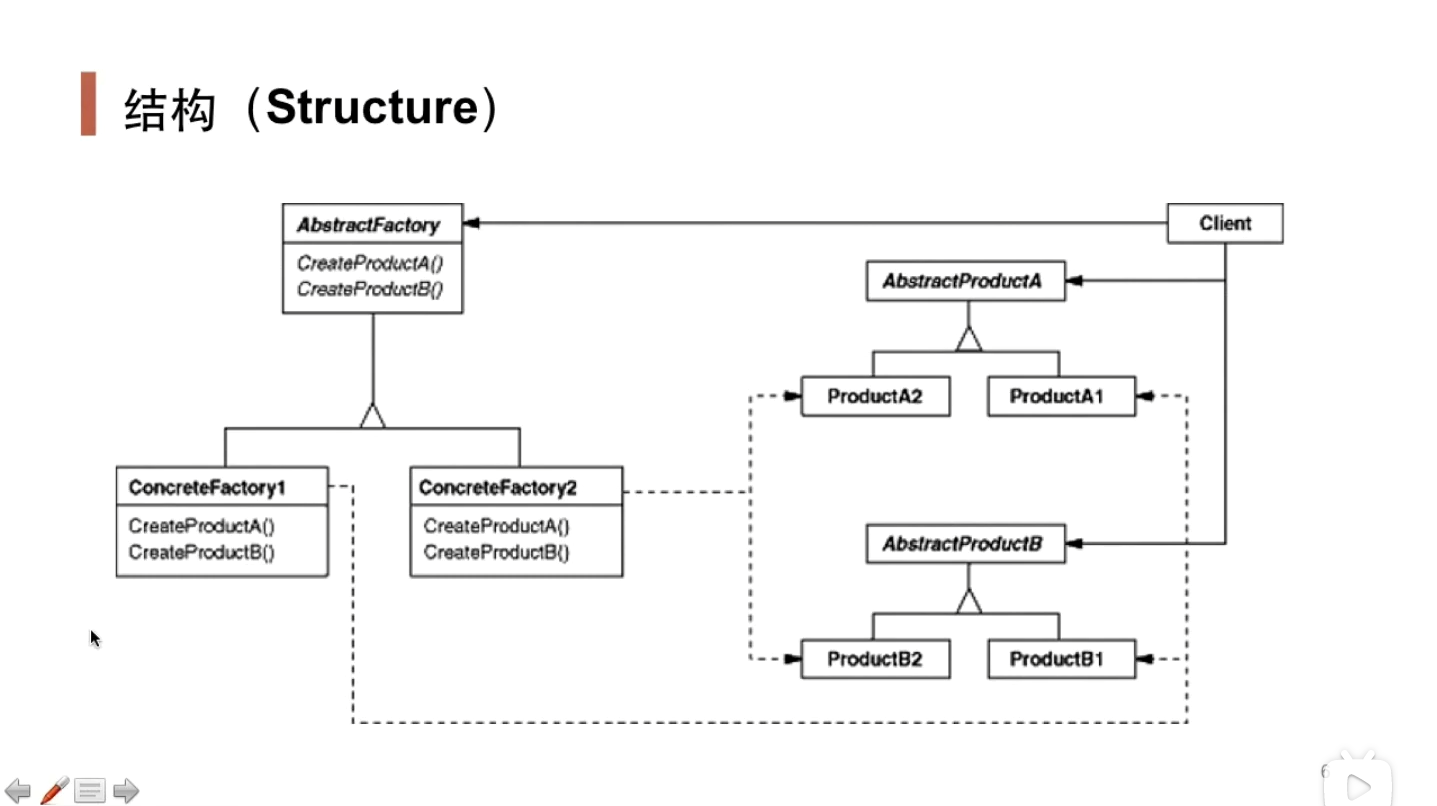 结构（Structure）
AbstractFactory
CreateProductA()
CreateProductB()
Client
AbstractProductA
ProductA2
ProductA1
ConcreteFactory1
CreateProductA()
CreateProductB()
ConcreteFactory2
CreateProductA()
CreateProductB()
AbstractProductB
ProductB2
ProductB1